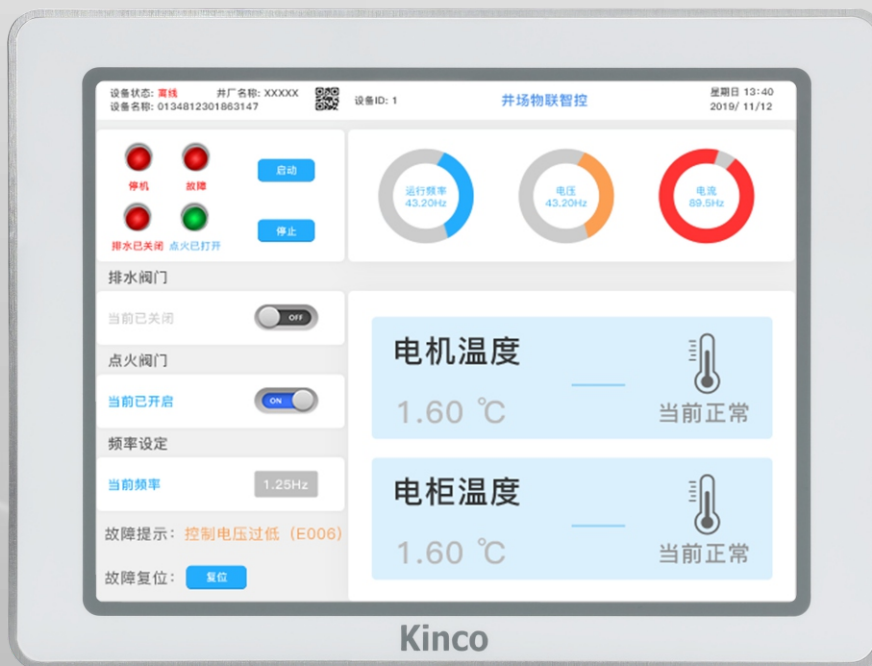 设备状态: 离线 井厂名称: XXXXX
设备名称: 0134812301863147
设备ID: 1
井场物联智控
星期日 13:40
2019/ 11/12
停机 故障
启动
排水已关闭 点火已打开
停止
运行频率
43.20Hz
电压
43.20Hz
电流
89.5Hz
排水阀门
当前已关闭
OFF
点火阀门
当前已开启
ON
频率设定
当前频率
1.25Hz
故障提示: 控制电压过低 (E006)
故障复位:
复位
电机温度
1.60 ℃
当前正常
电柜温度
1.60 ℃
当前正常
Kinco